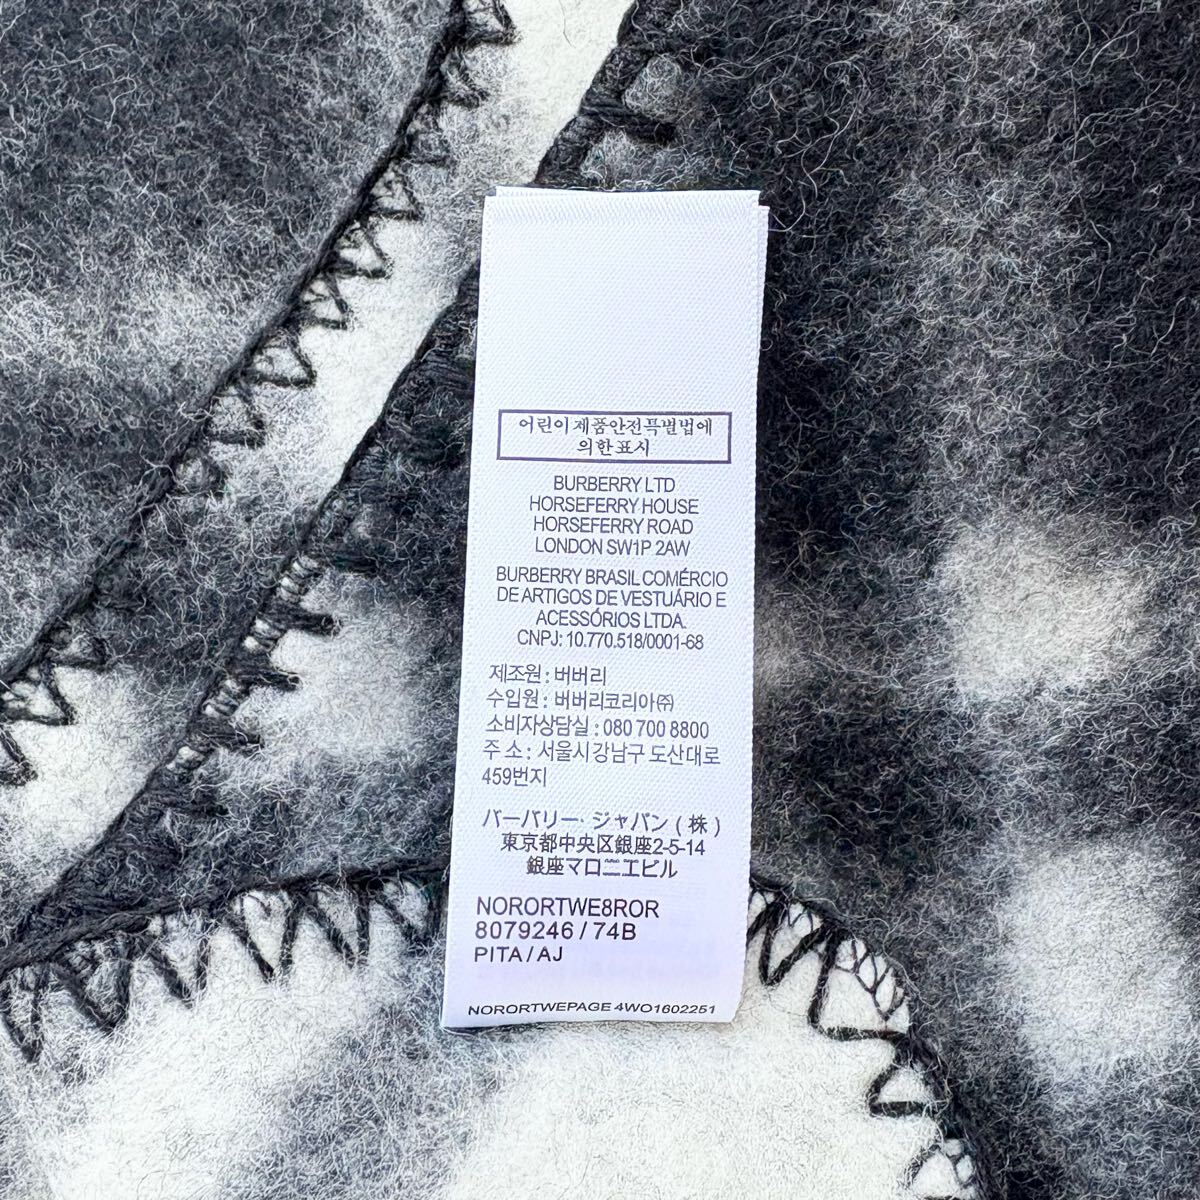 어린이제품안전특별법에
의한표시
BURBERRY LTD
HORSEFERRY HOUSE
HORSEFERRY ROAD
LONDON SW1P 2AW
BURBERRY BRASIL COMÉRCIO
DE ARTIGOS DE VESTUÁRIO E
ACESSÓRIOS LTDA.
CNPJ: 10.770.518/0001-68
제조원 : 버버리
수입원 : 버버리코리아㈜
소비자상담실 : 080 700 8800
주 소 : 서울시강남구 도산대로
459번지
バーバリー・ジャパン ( 株 )
東京都中央区銀座2-5-14
銀座マロニエビル
NORORTWE8ROR
8079246 / 74B
PITA / AJ
NORORTWEPAGE 4WO1602251